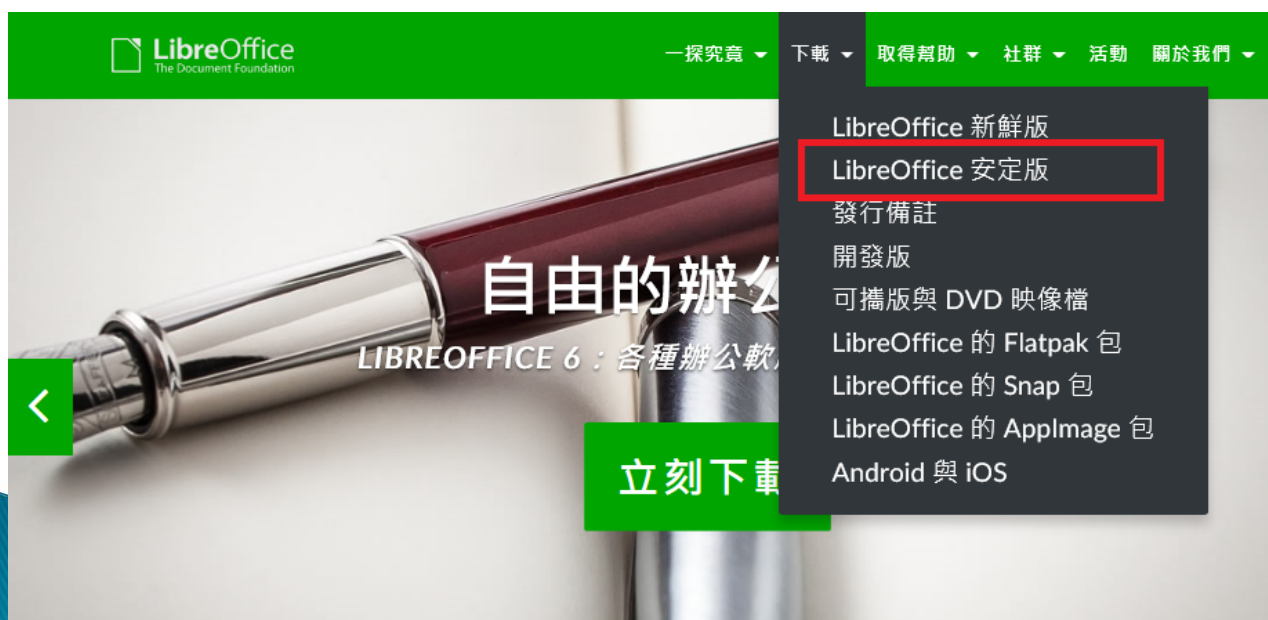 LibreOffice
The Document Foundation
一探究竟 下載 取得幫助 社群 活動 關於我們
LibreOffice 新鮮版
LibreOffice 安定版
發行備註
開發版
可攜版與 DVD 映像檔
LibreOffice 的 Flatpak 包
LibreOffice 的 Snap 包
LibreOffice 的 AppImage 包
Android 與 iOS
自由的辦公
LIBREOFFICE 6：各種辦公軟
立刻下載